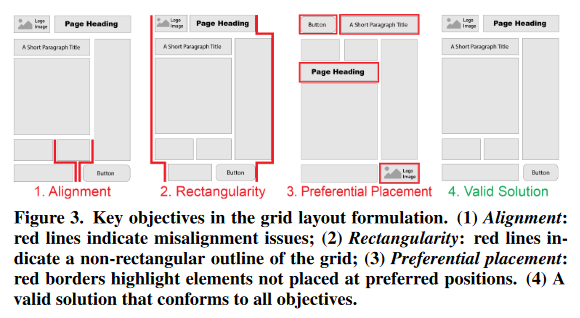 Logo
Image
Page Heading
A Short Paragraph Title
Button
1. Alignment
Logo
Image
Page Heading
A Short Paragraph Title
Button
2. Rectangularity
Button
A Short Paragraph Title
Page Heading
Logo
Image
3. Preferential Placement
Logo
Image
Page Heading
A Short Paragraph Title
Button
4. Valid Solution
Figure 3. Key objectives in the grid layout formulation. (1) Alignment:
red lines indicate misalignment issues; (2) Rectangularity: red lines in-
dicate a non-rectangular outline of the grid; (3) Preferential placement:
red borders highlight elements not placed at preferred positions. (4) A
valid solution that conforms to all objectives.